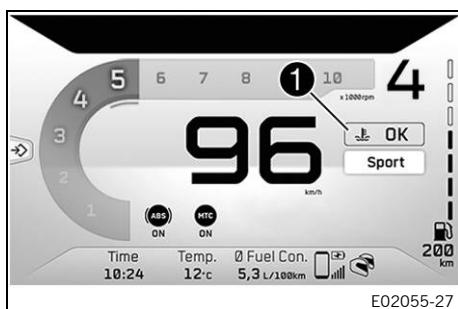 5 6 7 8 10
4
4
x1000rpm
1
OK
3
96
Sport
2
km/h
1
(ABS) MTC
ON ON
200
km
Time Temp. Ø Fuel Con.
10:24 12°C 5,3 L/100km
E02055-27